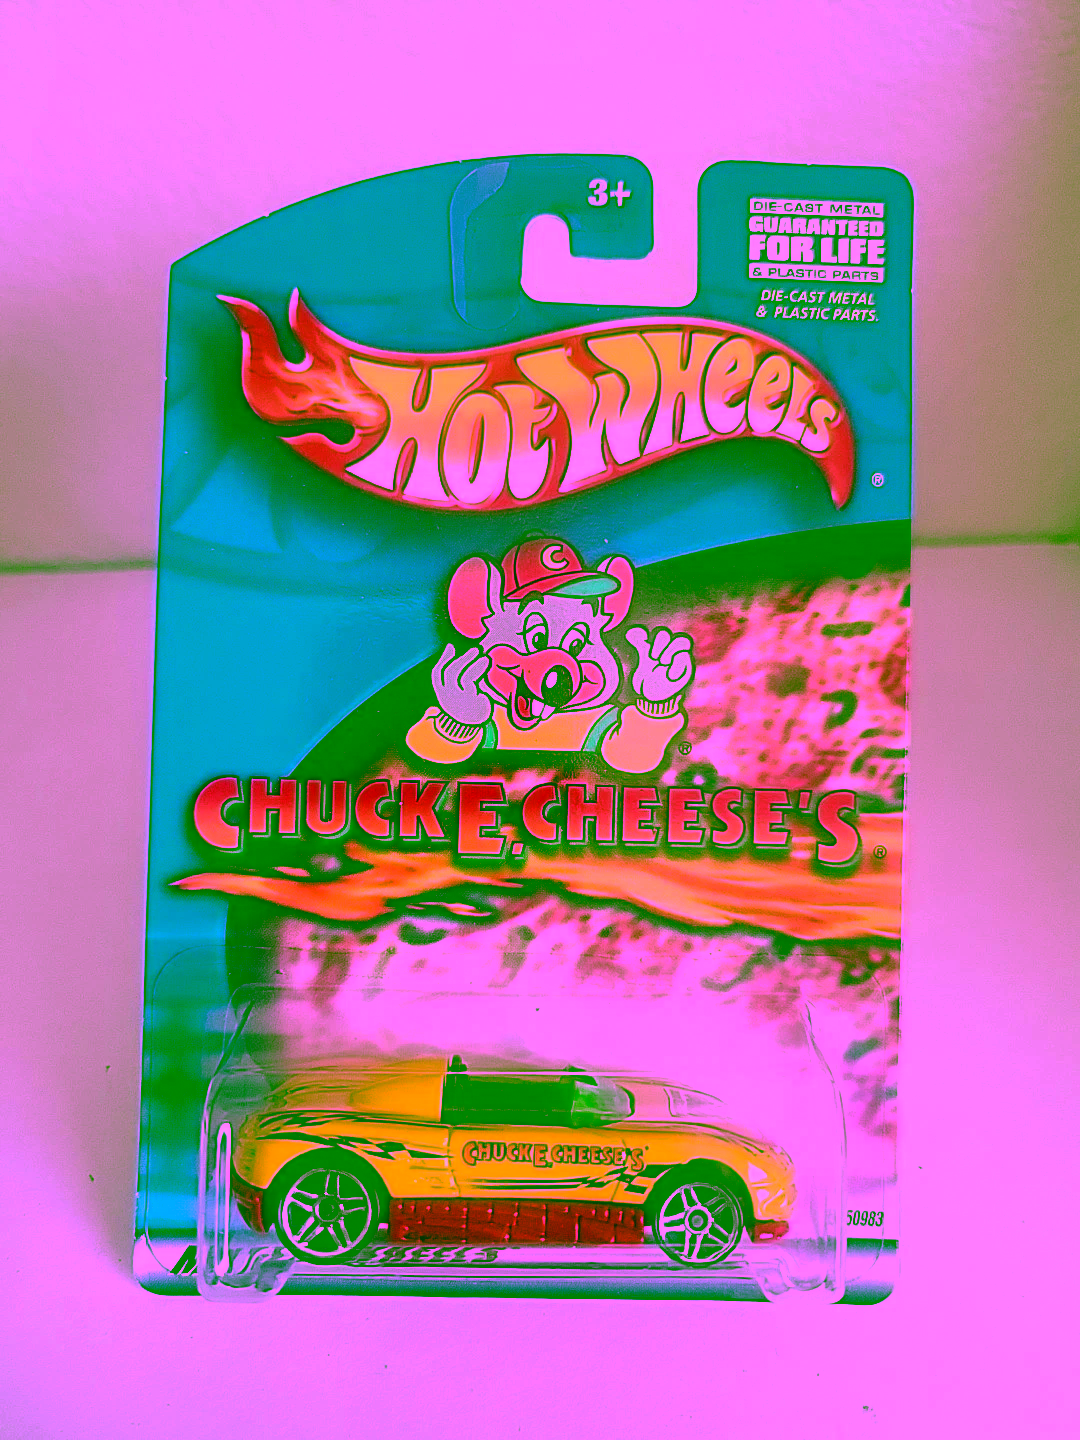 3+
DIE-CAST METAL
GUARANTEED
FOR LIFE
& PLASTIC PARTS
DIE-CAST METAL
& PLASTIC PARTS.
HOT WHEELS
®
C
®
CHUCK E. CHEESE'S
®
CHUCK E. CHEESE'S
50983